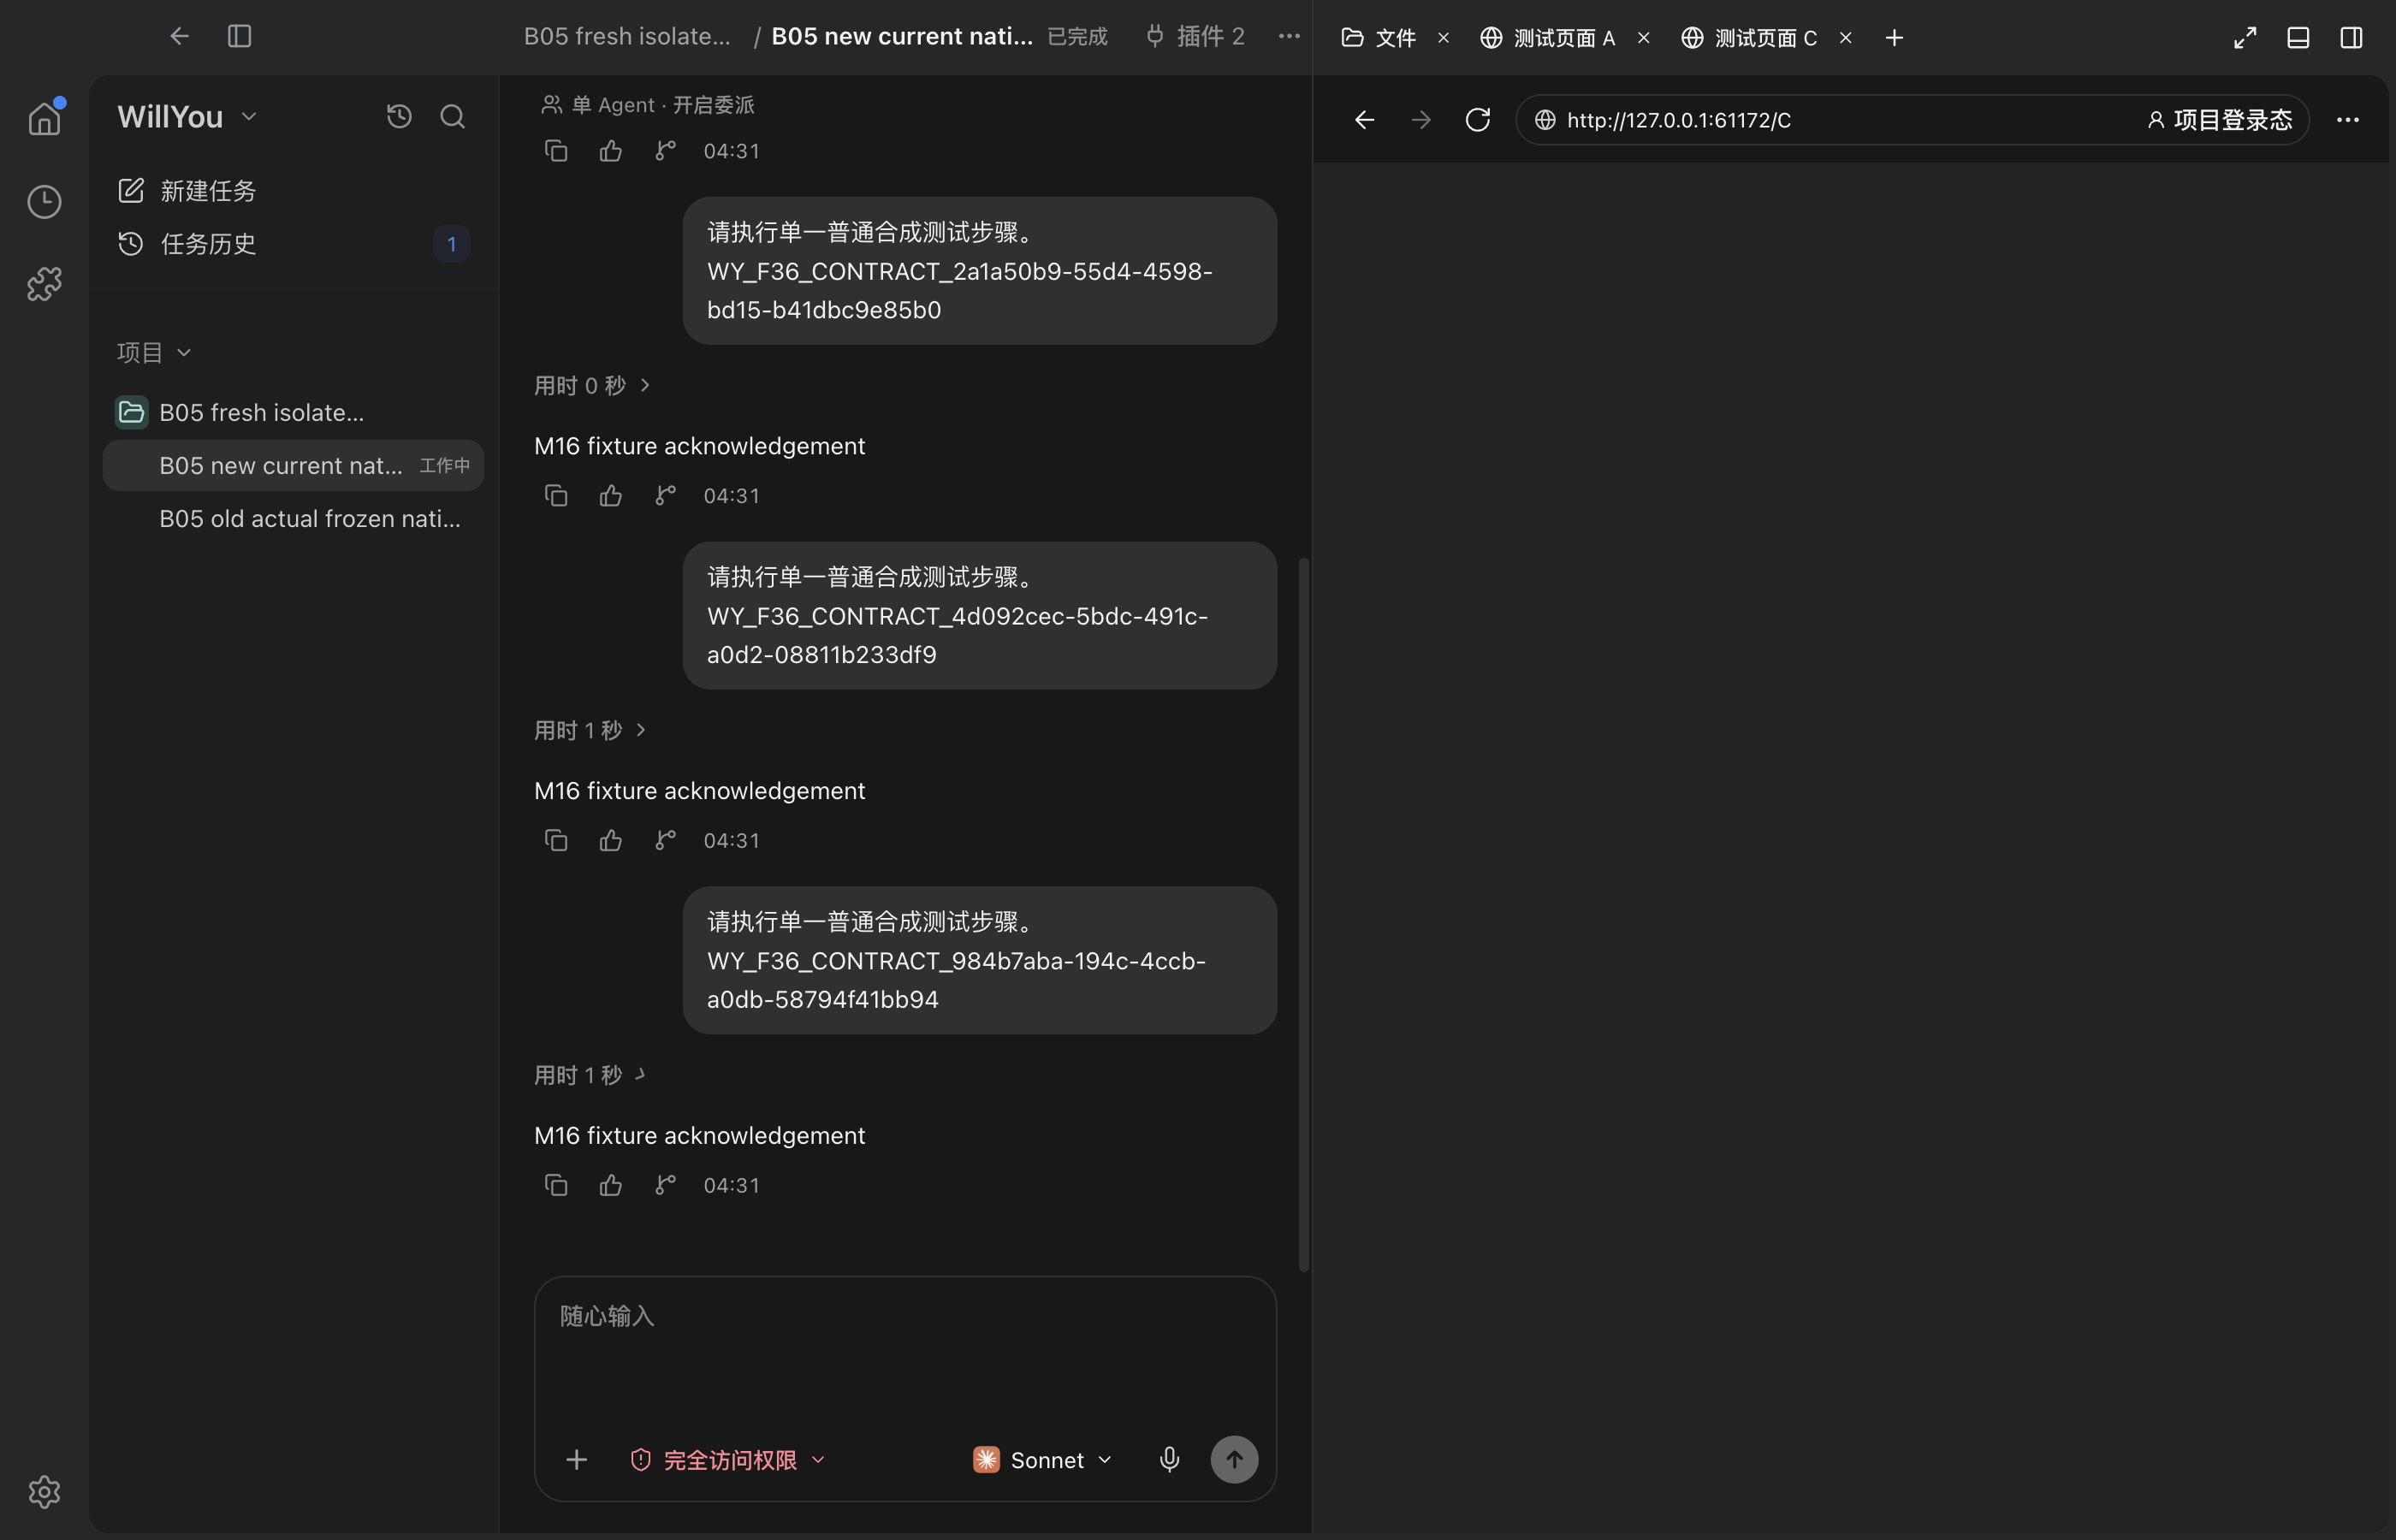 B05 fresh isolate... / B05 new current nati... 已完成 插件 2
文件 测试页面 A 测试页面 C
WillYou
新建任务
任务历史 1
项目
B05 fresh isolate...
B05 new current nat... 工作中
B05 old actual frozen nati...
单 Agent · 开启委派
04:31
请执行单一普通合成测试步骤。
WY_F36_CONTRACT_2a1a50b9-55d4-4598-
bd15-b41dbc9e85b0
用时 0 秒
M16 fixture acknowledgement
04:31
请执行单一普通合成测试步骤。
WY_F36_CONTRACT_4d092cec-5bdc-491c-
a0d2-08811b233df9
用时 1 秒
M16 fixture acknowledgement
04:31
请执行单一普通合成测试步骤。
WY_F36_CONTRACT_984b7aba-194c-4ccb-
a0db-58794f41bb94
用时 1 秒
M16 fixture acknowledgement
04:31
随心输入
完全访问权限 Sonnet
http://127.0.0.1:61172/C 项目登录态